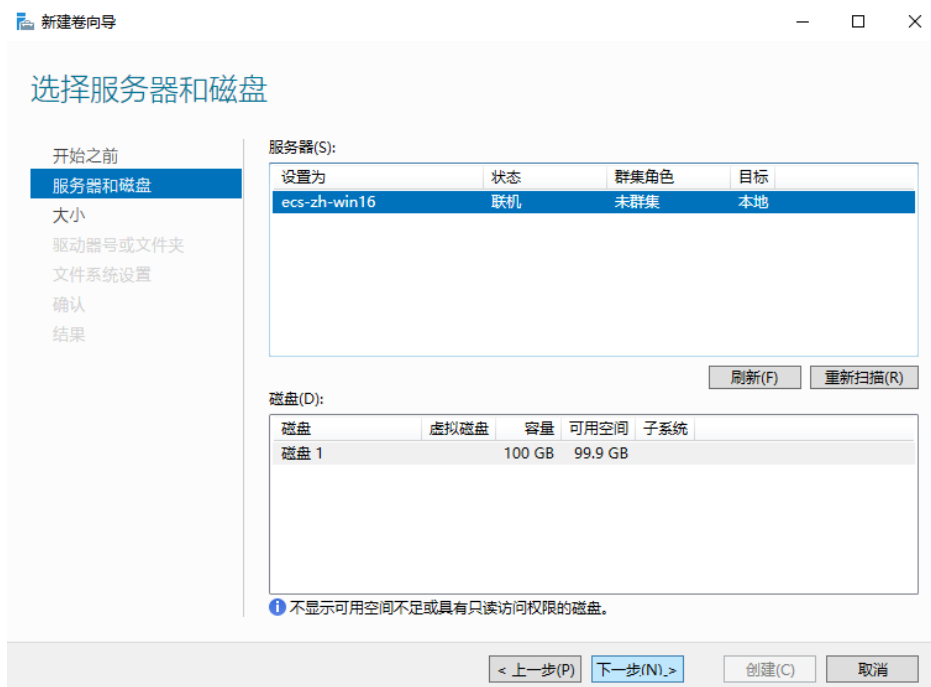 新建卷向导
选择服务器和磁盘
开始之前
服务器和磁盘
大小
驱动器号或文件夹
文件系统设置
确认
结果
服务器(S):
设置为 状态 群集角色 目标
ecs-zh-win16 联机 未群集 本地
刷新(F) 重新扫描(R)
磁盘(D):
磁盘 虚拟磁盘 容量 可用空间 子系统
磁盘 1 100 GB 99.9 GB
不显示可用空间不足或具有只读访问权限的磁盘。
< 上一步(P) 下一步(N) > 创建(C) 取消